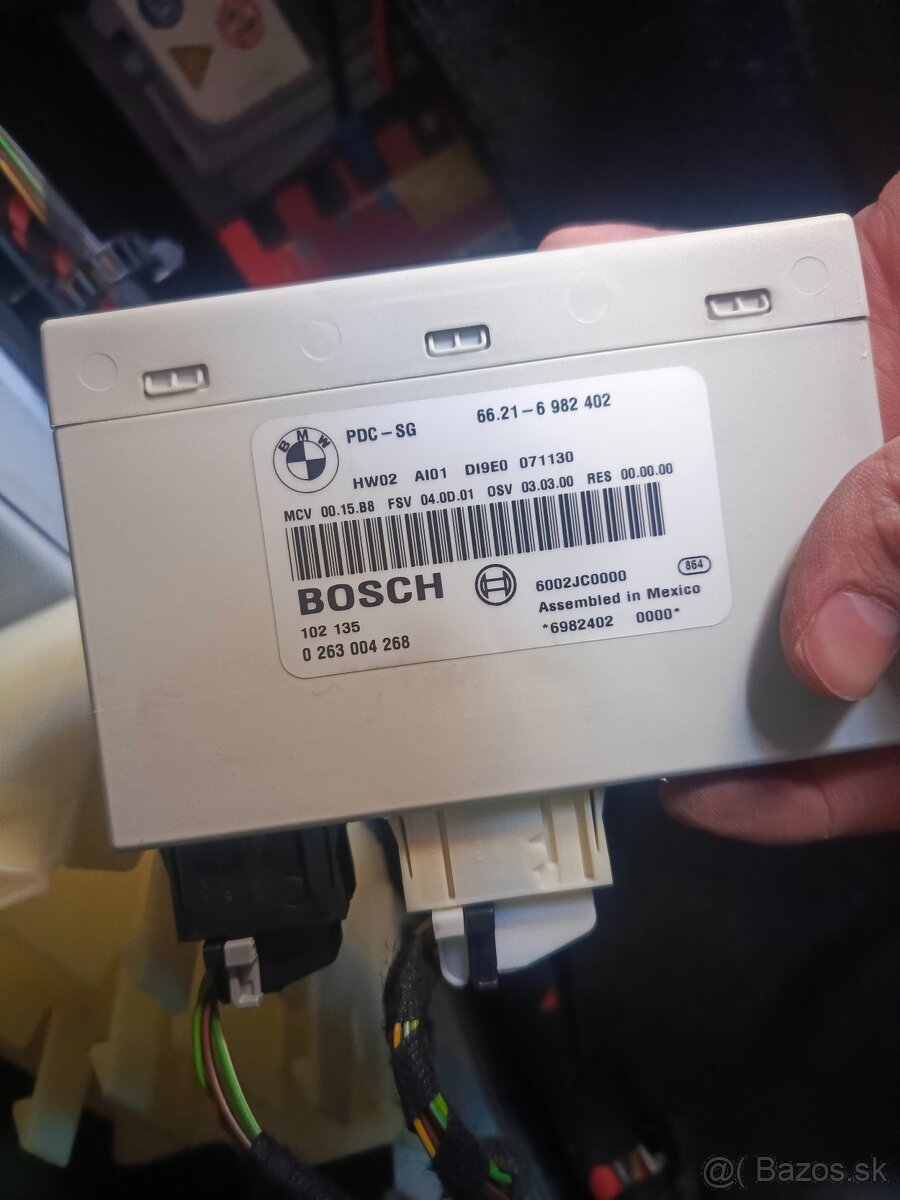 BMW
PDC-SG 66.21-6 982 402
HW02 AI01 DI9E0 071130
MCV 00.15.B8 FSV 04.0D.01 OSV 03.03.00 RES 00.00.00
BOSCH
6002JC0000
864
Assembled in Mexico
102 135
*6982402 0000*
0 263 004 268
@( Bazos.sk